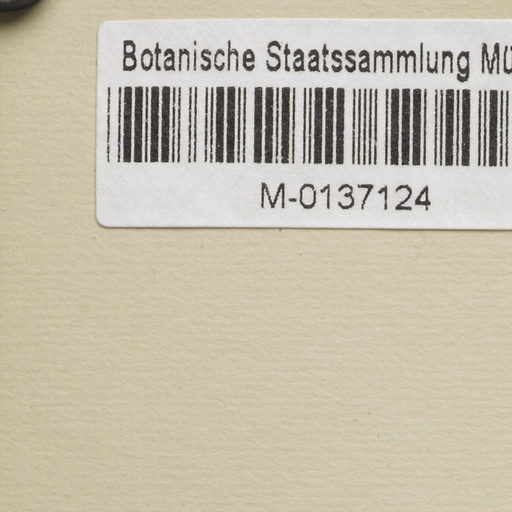 Botanische Staatssammlung Mü
M-0137124